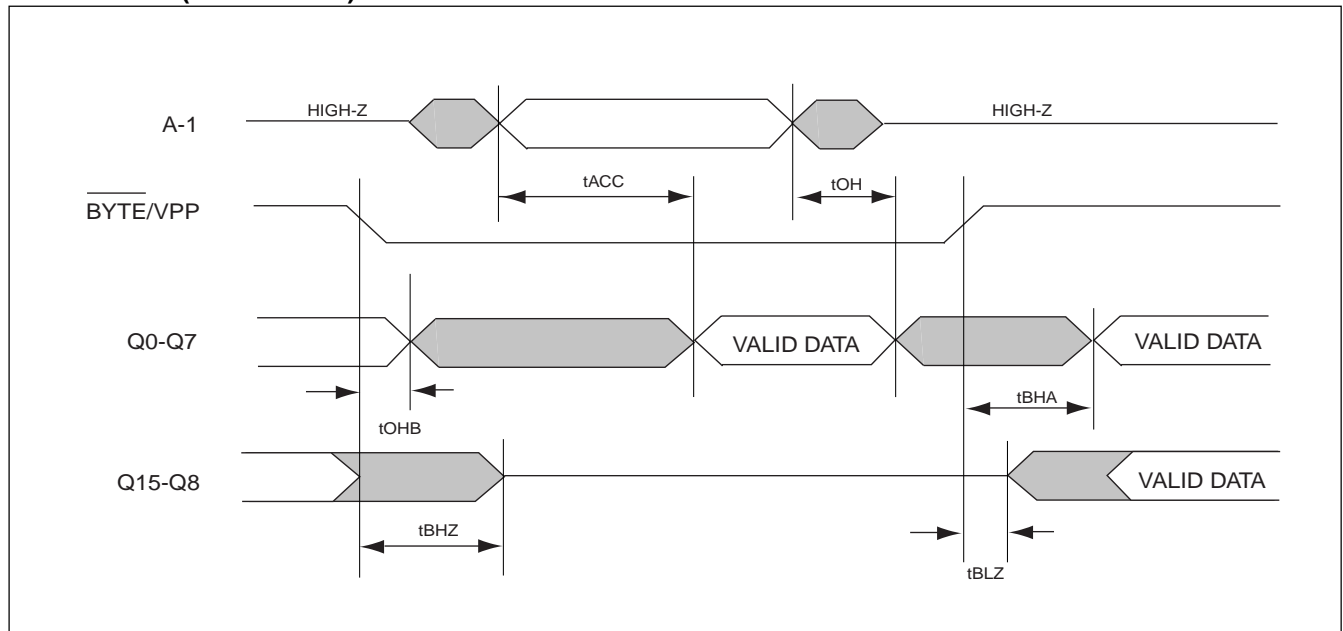 HIGH-Z
HIGH-Z
A-1
tACC
tOH
BYTE/VPP
Q0-Q7
VALID DATA
VALID DATA
tBHA
tOHB
Q15-Q8
VALID DATA
tBHZ
tBLZ